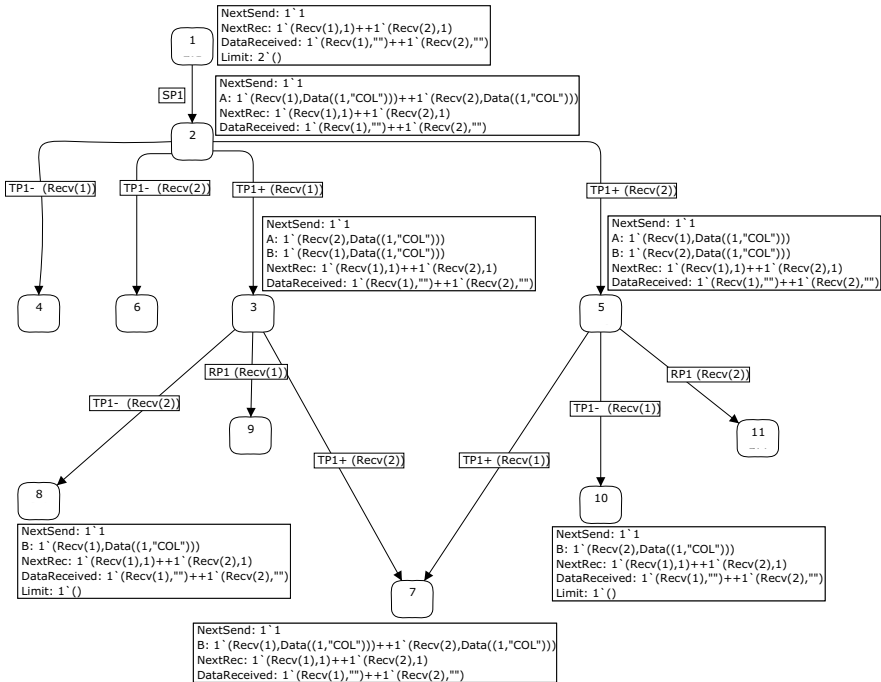 1
NextSend: 1`1
NextRec: 1`(Recv(1),1)++1`(Recv(2),1)
DataReceived: 1`(Recv(1),"")++1`(Recv(2),"")
Limit: 2`()
SP1
NextSend: 1`1
A: 1`(Recv(1),Data((1,"COL")))++1`(Recv(2),Data((1,"COL")))
NextRec: 1`(Recv(1),1)++1`(Recv(2),1)
DataReceived: 1`(Recv(1),"")++1`(Recv(2),"")
2
TP1- (Recv(1))
TP1- (Recv(2))
TP1+ (Recv(1))
TP1+ (Recv(2))
NextSend: 1`1
A: 1`(Recv(2),Data((1,"COL")))
B: 1`(Recv(1),Data((1,"COL")))
NextRec: 1`(Recv(1),1)++1`(Recv(2),1)
DataReceived: 1`(Recv(1),"")++1`(Recv(2),"")
NextSend: 1`1
A: 1`(Recv(1),Data((1,"COL")))
B: 1`(Recv(2),Data((1,"COL")))
NextRec: 1`(Recv(1),1)++1`(Recv(2),1)
DataReceived: 1`(Recv(1),"")++1`(Recv(2),"")
4
6
3
5
RP1 (Recv(1))
RP1 (Recv(2))
TP1- (Recv(2))
TP1- (Recv(1))
9
11
TP1+ (Recv(2))
TP1+ (Recv(1))
8
10
NextSend: 1`1
B: 1`(Recv(1),Data((1,"COL")))
NextRec: 1`(Recv(1),1)++1`(Recv(2),1)
DataReceived: 1`(Recv(1),"")++1`(Recv(2),"")
Limit: 1`()
NextSend: 1`1
B: 1`(Recv(2),Data((1,"COL")))
NextRec: 1`(Recv(1),1)++1`(Recv(2),1)
DataReceived: 1`(Recv(1),"")++1`(Recv(2),"")
Limit: 1`()
7
NextSend: 1`1
B: 1`(Recv(1),Data((1,"COL")))++1`(Recv(2),Data((1,"COL")))
NextRec: 1`(Recv(1),1)++1`(Recv(2),1)
DataReceived: 1`(Recv(1),"")++1`(Recv(2),"")